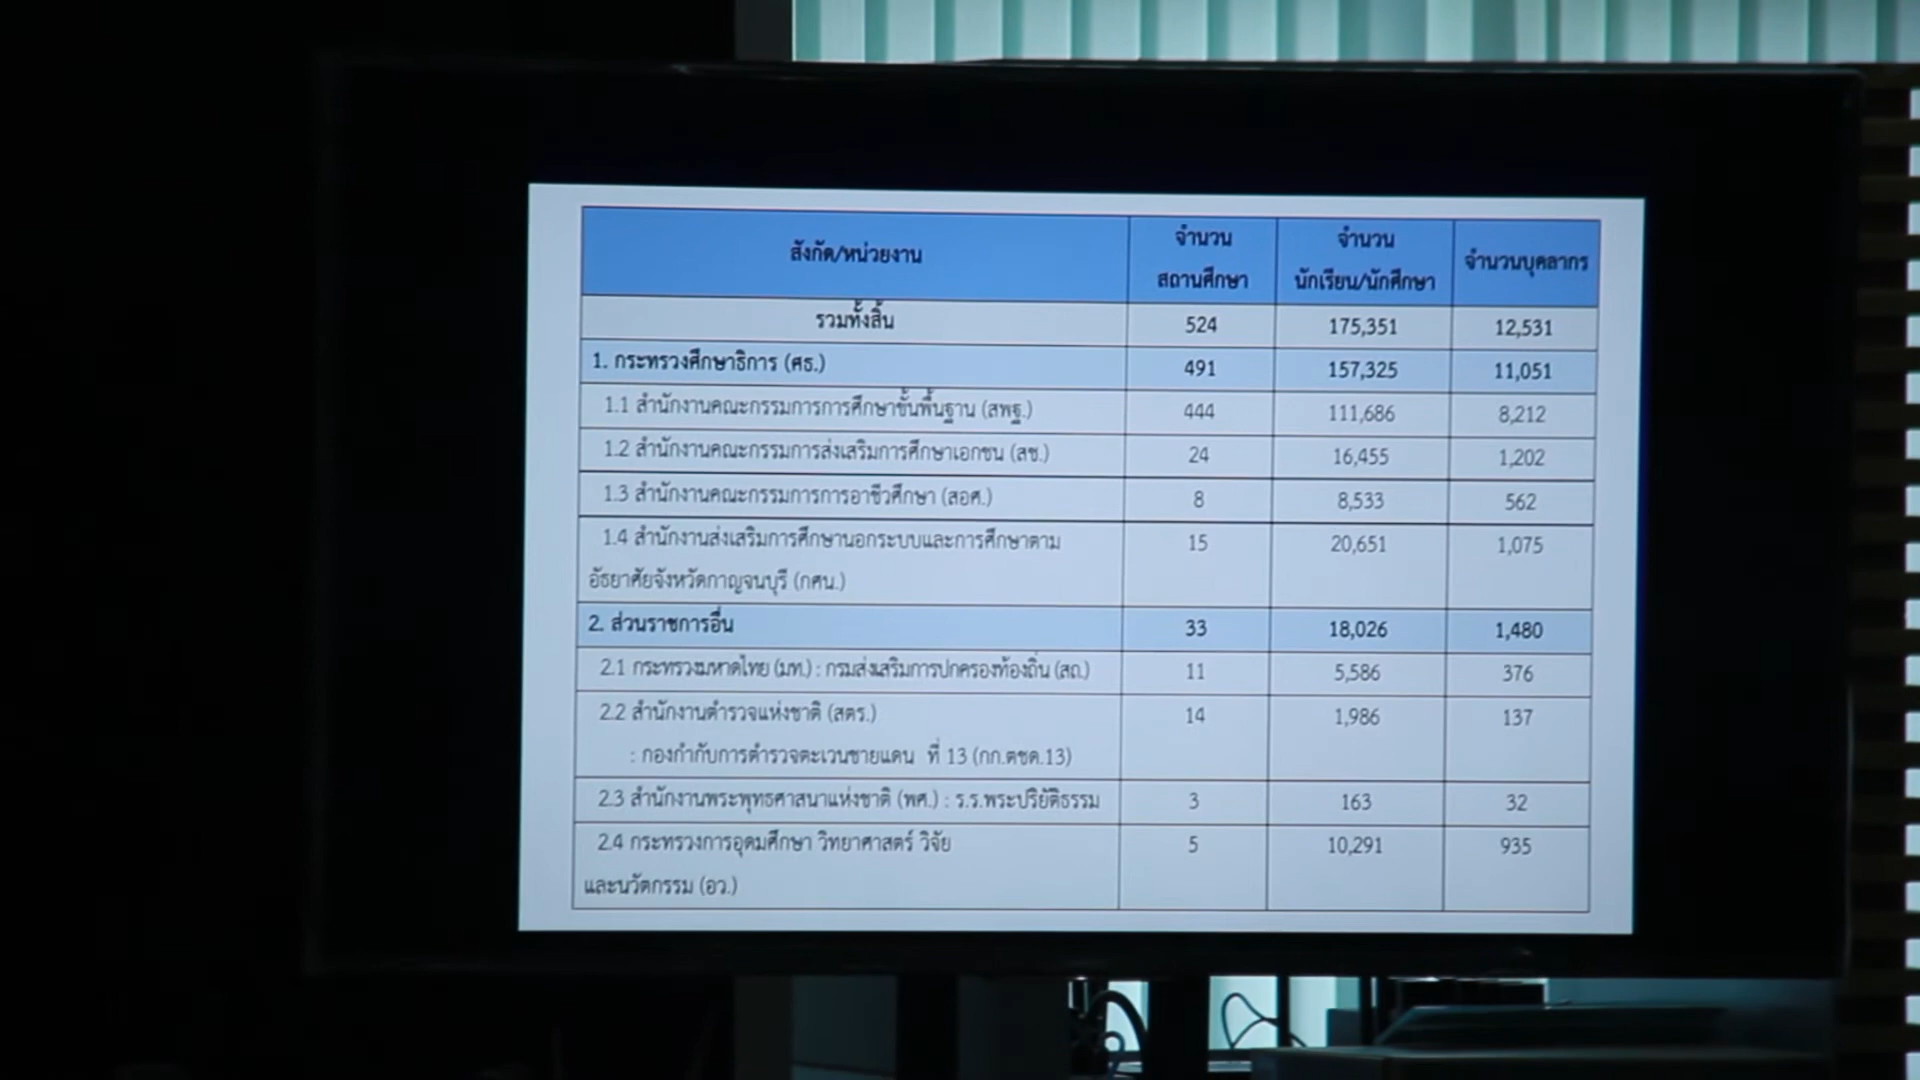 สังกัด/หน่วยงาน จำนวน สถานศึกษา จำนวน นักเรียน/นักศึกษา จำนวนบุคลากร
รวมทั้งสิ้น 524 175,351 12,531
1. กระทรวงศึกษาธิการ (ศธ.) 491 157,325 11,051
1.1 สำนักงานคณะกรรมการการศึกษาขั้นพื้นฐาน (สพฐ.) 444 111,686 8,212
1.2 สำนักงานคณะกรรมการส่งเสริมการศึกษาเอกชน (สช.) 24 16,455 1,202
1.3 สำนักงานคณะกรรมการการอาชีวศึกษา (สอศ.) 8 8,533 562
1.4 สำนักงานส่งเสริมการศึกษานอกระบบและการศึกษาตาม 15 20,651 1,075
อัธยาศัยจังหวัดกาญจนบุรี (กศน.)
2. ส่วนราชการอื่น 33 18,026 1,480
2.1 กระทรวงมหาดไทย (มท.) : กรมส่งเสริมการปกครองท้องถิ่น (สถ.) 11 5,586 376
2.2 สำนักงานตำรวจแห่งชาติ (สตร.) 14 1,986 137
: กองกำกับการตำรวจตะเวนชายแดน ที่ 13 (กก.ตชด.13)
2.3 สำนักงานพระพุทธศาสนาแห่งชาติ (พศ.) : ร.ร.พระปริยัติธรรม 3 163 32
2.4 กระทรวงการอุดมศึกษา วิทยาศาสตร์ วิจัย 5 10,291 935
และนวัตกรรม (อว.)